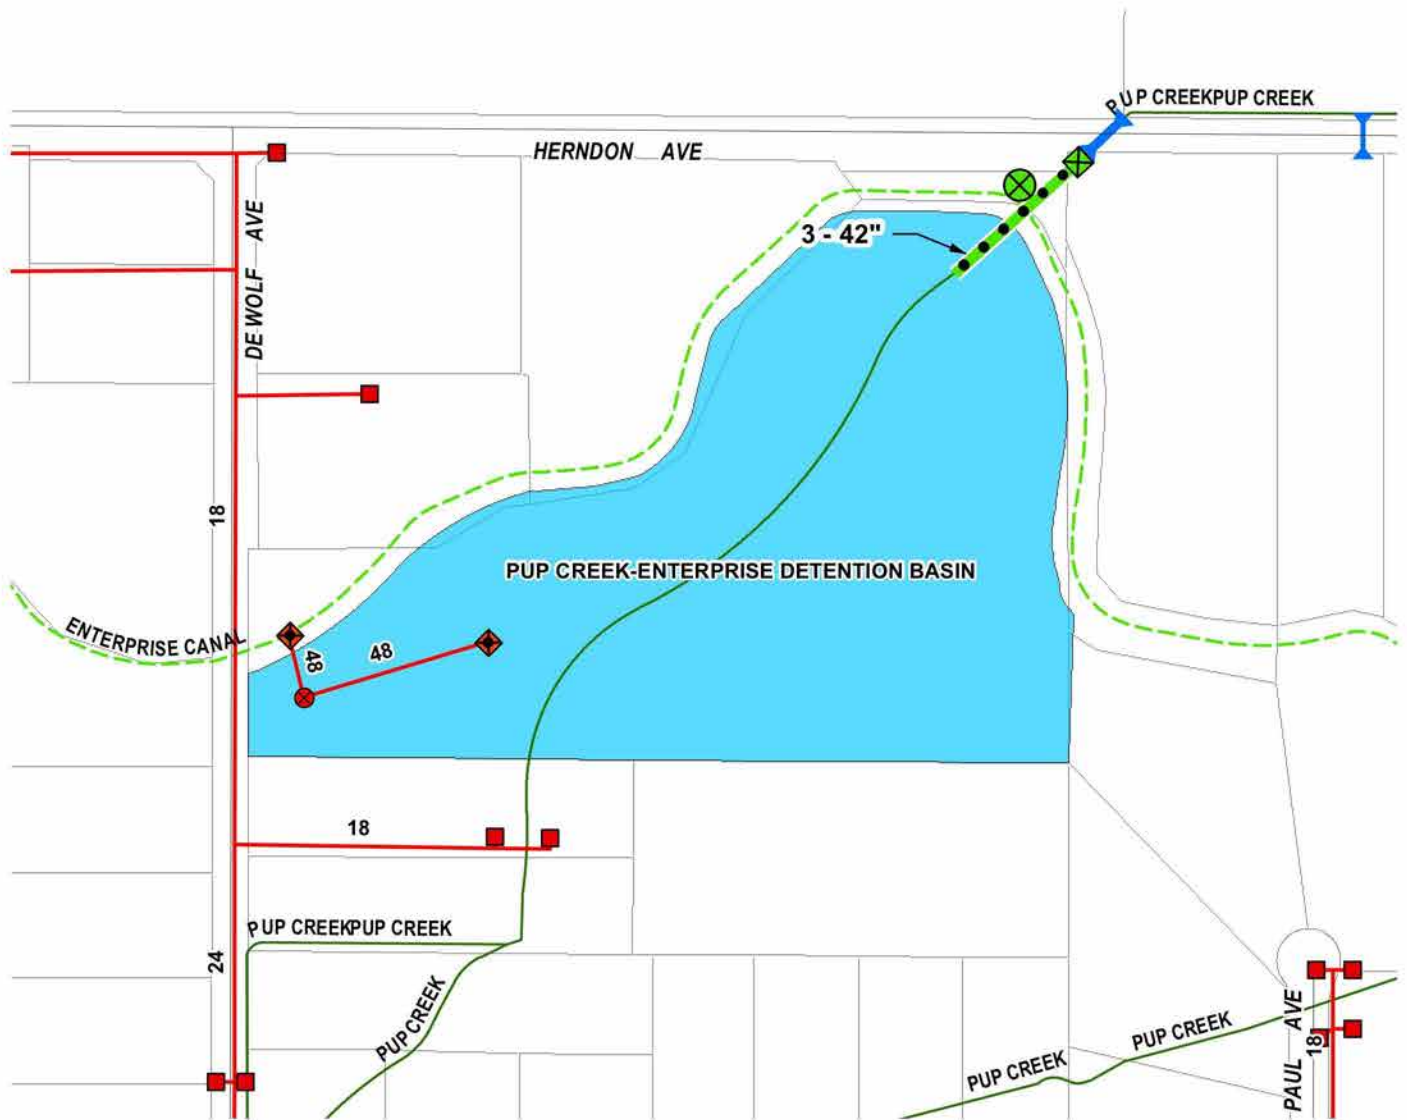 PUP CREEKPUP CREEK
HERNDON AVE
DE WOLF AVE
3 - 42"
18
PUP CREEK-ENTERPRISE DETENTION BASIN
ENTERPRISE CANAL
48
48
18
PUP CREEKPUP CREEK
24
PUP CREEK
PUP CREEK
PUP CREEK
PAUL AVE
18